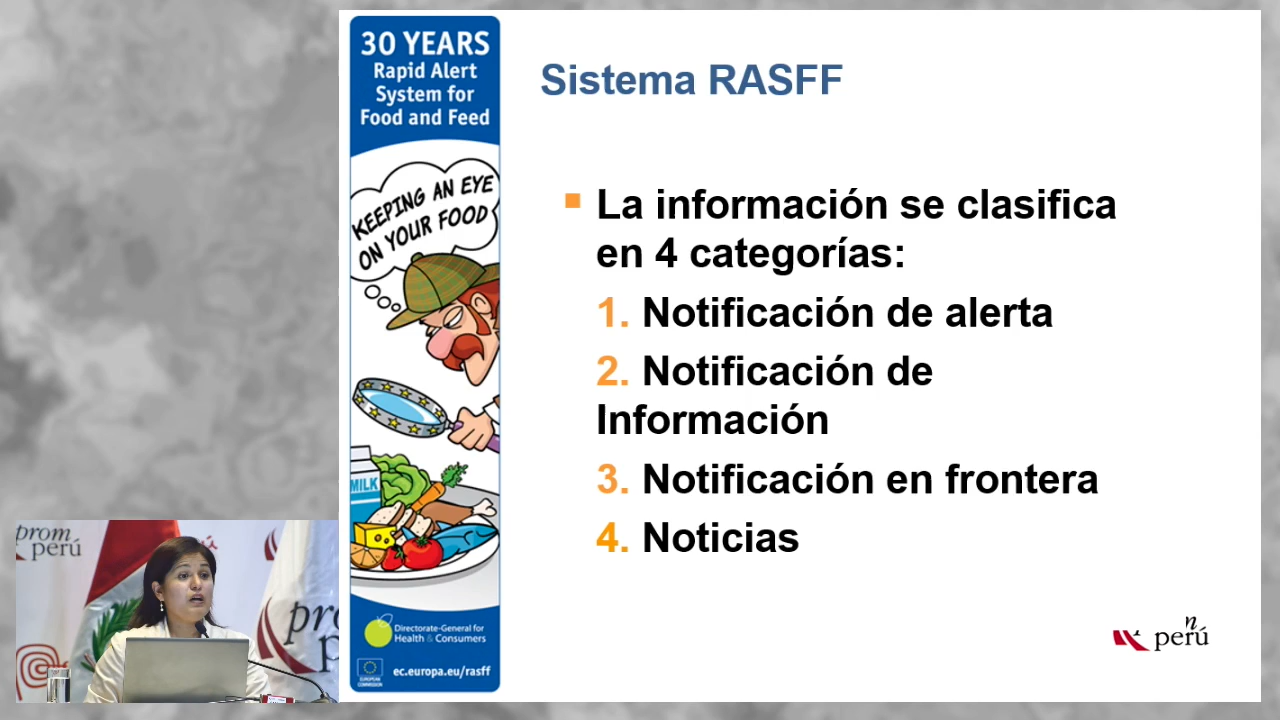 30 YEARS
Rapid Alert
System for
Food and Feed
KEEPING AN EYE
ON YOUR FOOD
MILK
Directorate-General for
Health & Consumers
EUROPEAN
COMMISSION
ec.europa.eu/rasff
Sistema RASFF
La información se clasifica
en 4 categorías:
1. Notificación de alerta
2. Notificación de
Información
3. Notificación en frontera
4. Noticias
perú
prom
perú